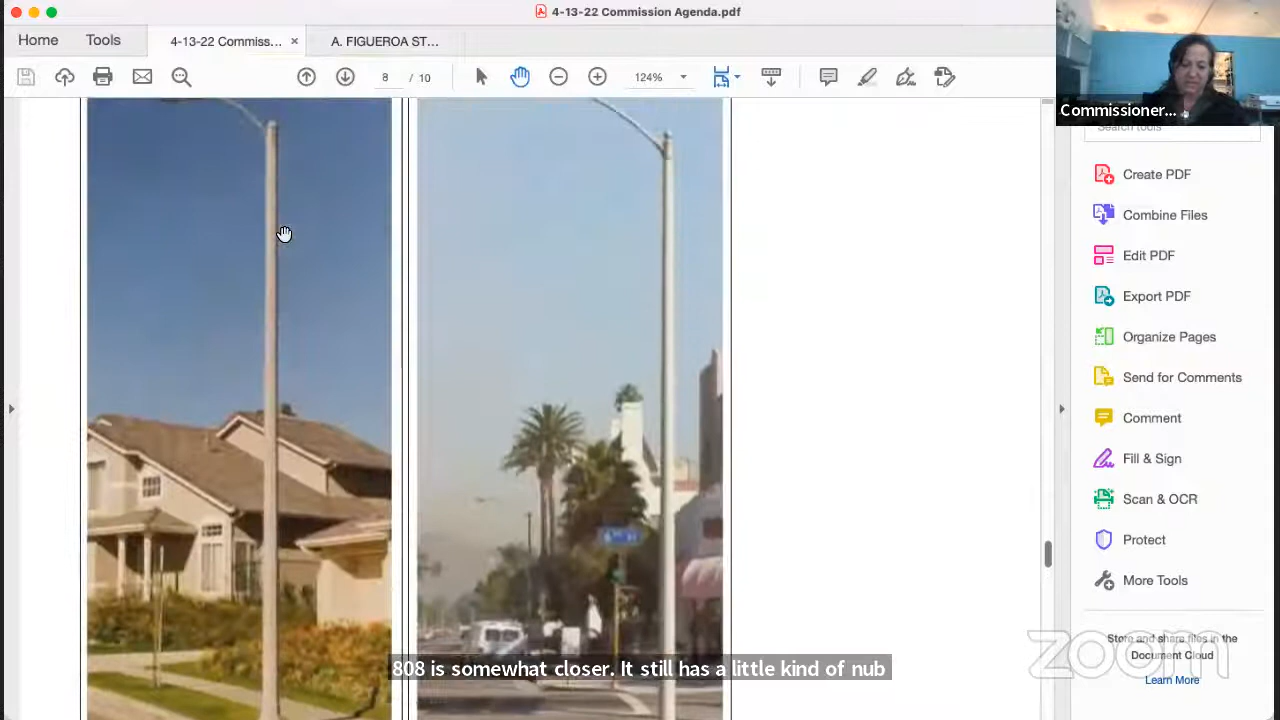 4-13-22 Commission Agenda.pdf
Home
Tools
4-13-22 Commiss... ×
A. FIGUEROA ST...
8 / 10
124%
Commissioner...
Search tools
Create PDF
Combine Files
Edit PDF
Export PDF
Organize Pages
Send for Comments
Comment
Fill & Sign
Scan & OCR
Protect
More Tools
Store and share files in the
Document Cloud
Learn More
zoom
808 is somewhat closer. It still has a little kind of nub